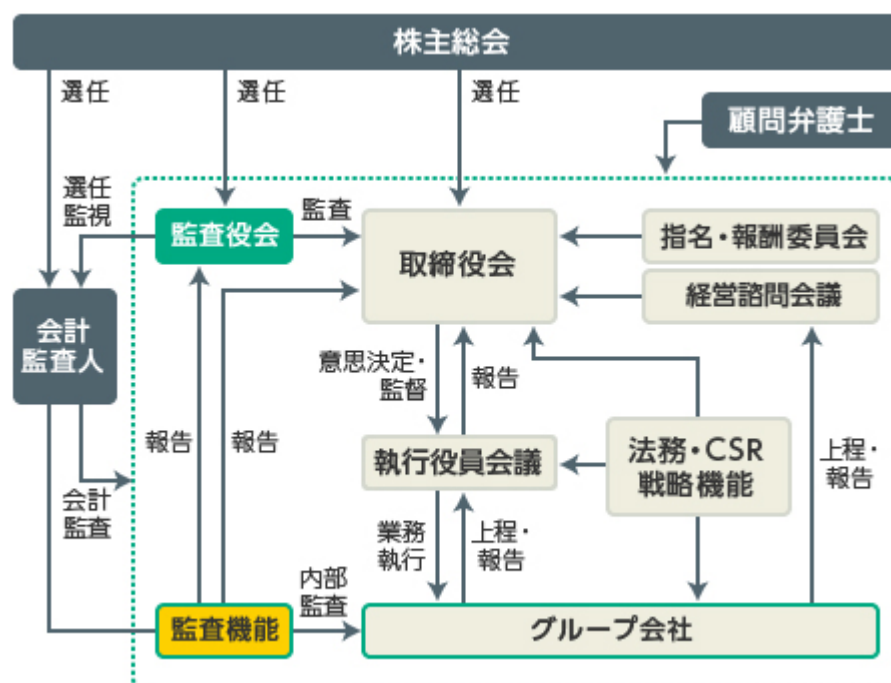 株主総会
選任
選任
選任
顧問弁護士
選任
監視
監査役会
監査
取締役会
指名・報酬委員会
経営諮問会議
会計
監査人
意思決定・
監督
報告
報告
報告
執行役員会議
法務・CSR
戦略機能
上程・
報告
会計
監査
業務
執行
上程・
報告
内部
監査
監査機能
グループ会社